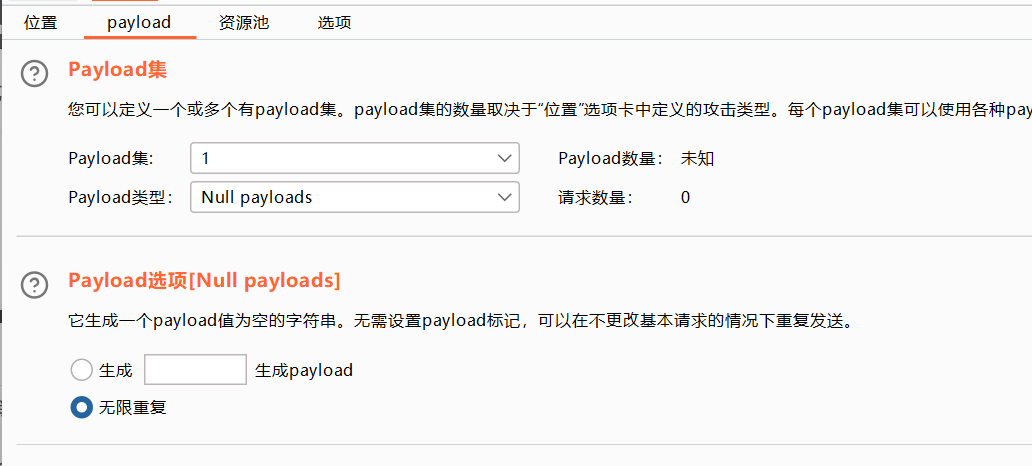 位置 payload 资源池 选项
Payload集
您可以定义一个或多个有payload集。payload集的数量取决于“位置”选项卡中定义的攻击类型。每个payload集可以使用各种pay
Payload集: 1 Payload数量: 未知
Payload类型: Null payloads 请求数量: 0
Payload选项[Null payloads]
它生成一个payload值为空的字符串。无需设置payload标记，可以在不更改基本请求的情况下重复发送。
生成 生成payload
无限重复